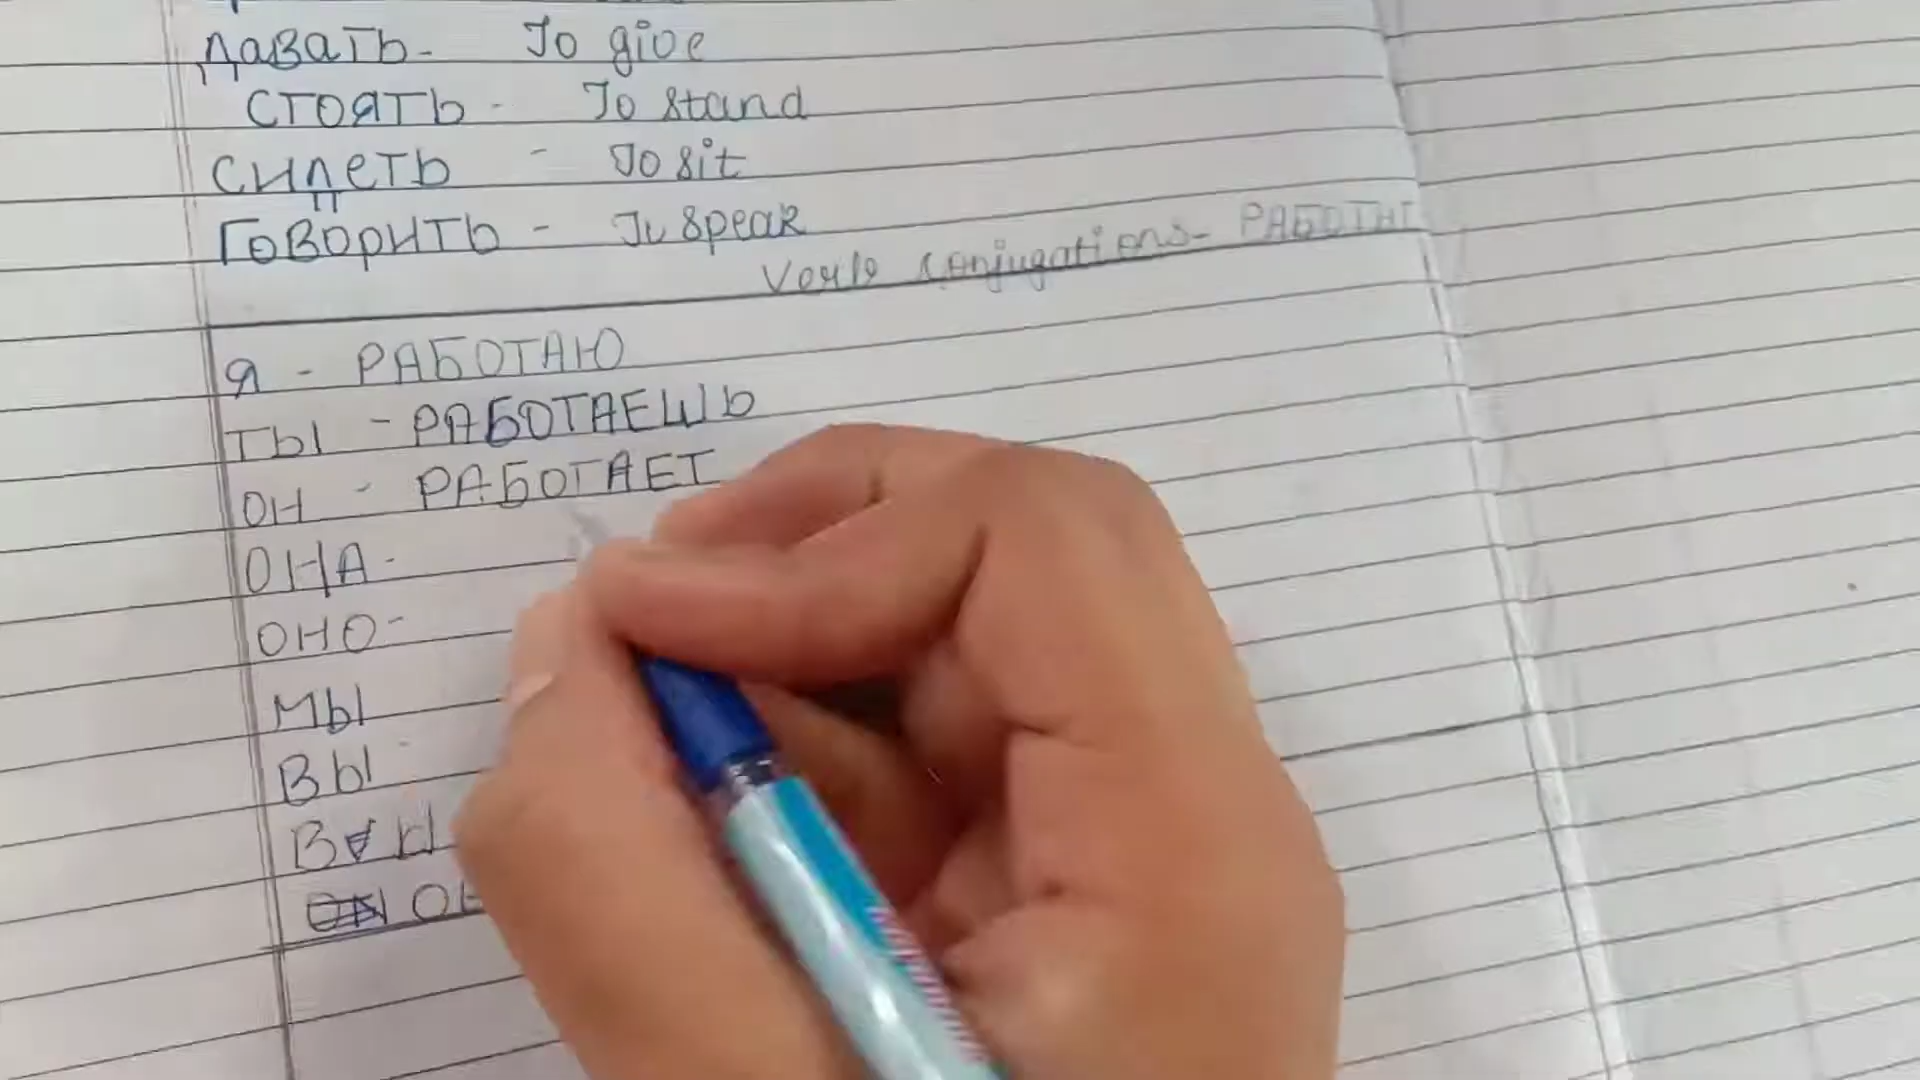 давать - To give
стоять - To stand
сидеть - To sit
Говорить - To speak
Verb conjugations - РАБОТАТ
Я - РАБОТАЮ
ТЫ - РАБОТАЕШЬ
ОН - РАБОТАЕТ
ОНА -
ОНО -
МЫ
ВЫ